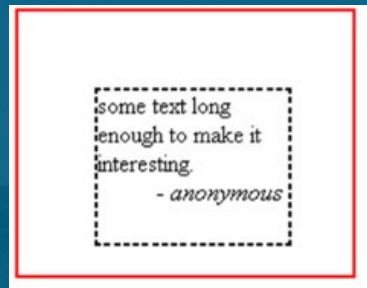 some text long
enough to make it
interesting.
- anonymous